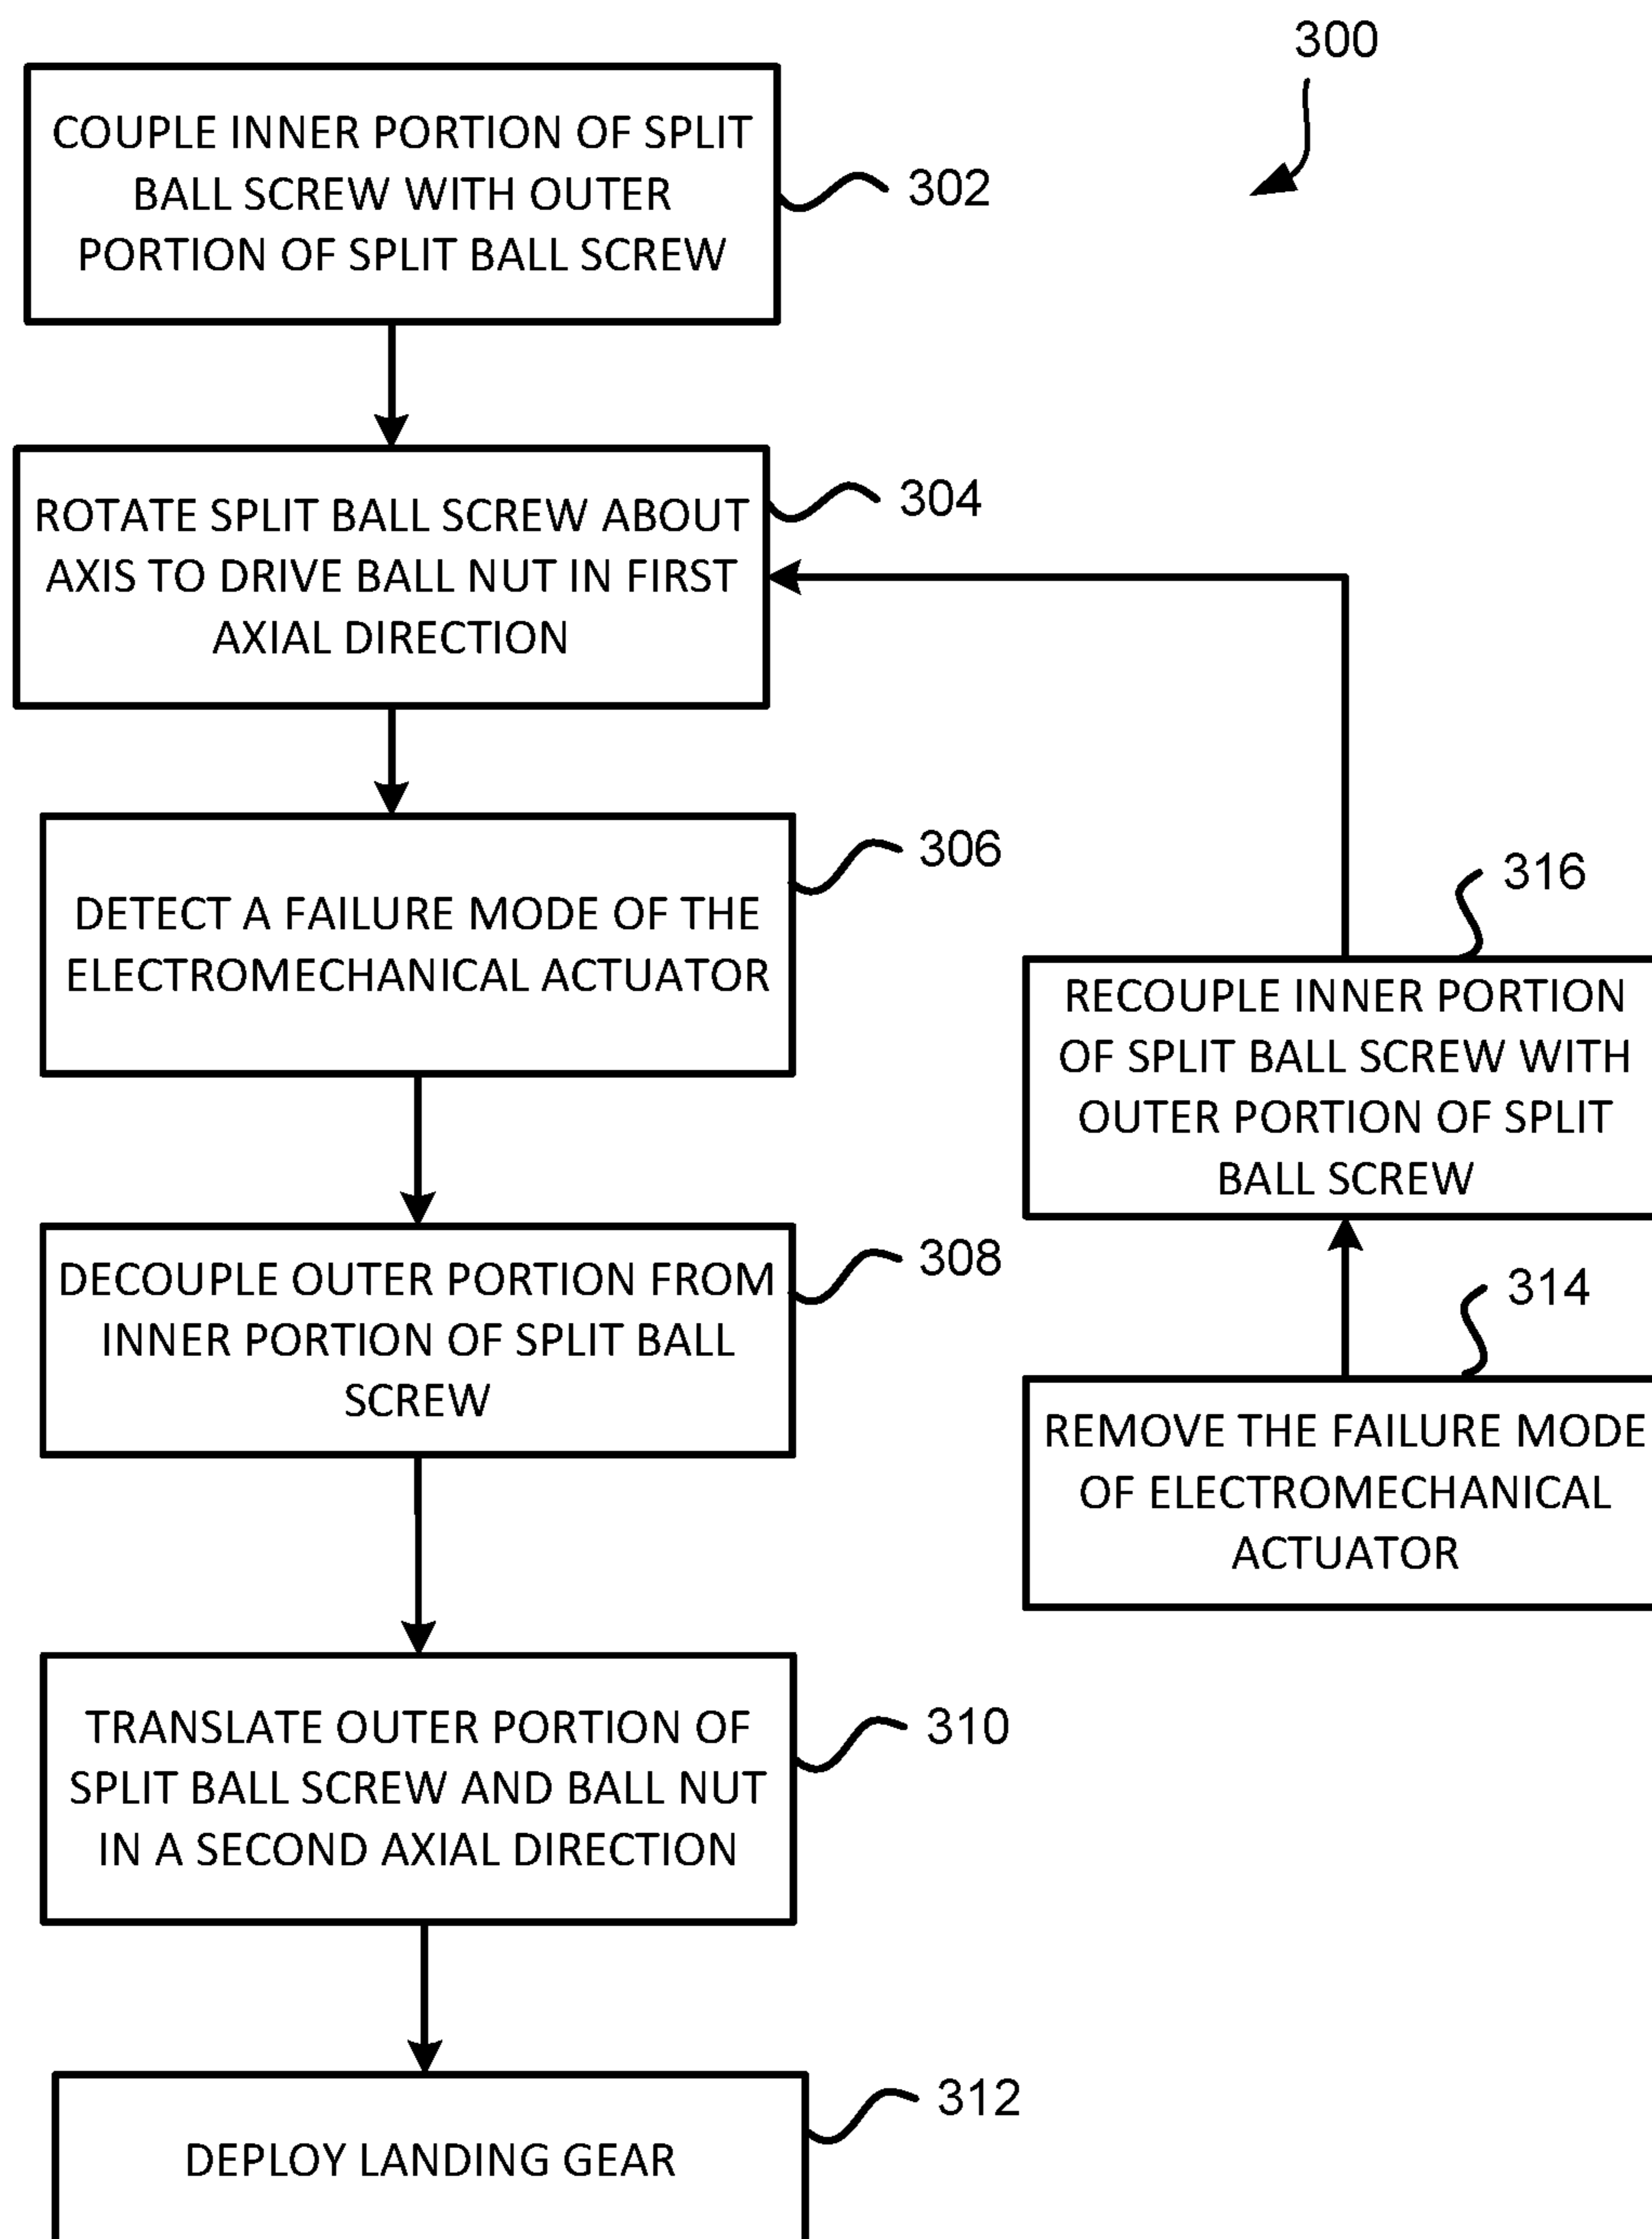 300
COUPLE INNER PORTION OF SPLIT
BALL SCREW WITH OUTER
PORTION OF SPLIT BALL SCREW
302
ROTATE SPLIT BALL SCREW ABOUT
AXIS TO DRIVE BALL NUT IN FIRST
AXIAL DIRECTION
304
DETECT A FAILURE MODE OF THE
ELECTROMECHANICAL ACTUATOR
306
DECOUPLE OUTER PORTION FROM
INNER PORTION OF SPLIT BALL
SCREW
308
TRANSLATE OUTER PORTION OF
SPLIT BALL SCREW AND BALL NUT
IN A SECOND AXIAL DIRECTION
310
DEPLOY LANDING GEAR
312
316
RECOUPLE INNER PORTION
OF SPLIT BALL SCREW WITH
OUTER PORTION OF SPLIT
BALL SCREW
314
REMOVE THE FAILURE MODE
OF ELECTROMECHANICAL
ACTUATOR